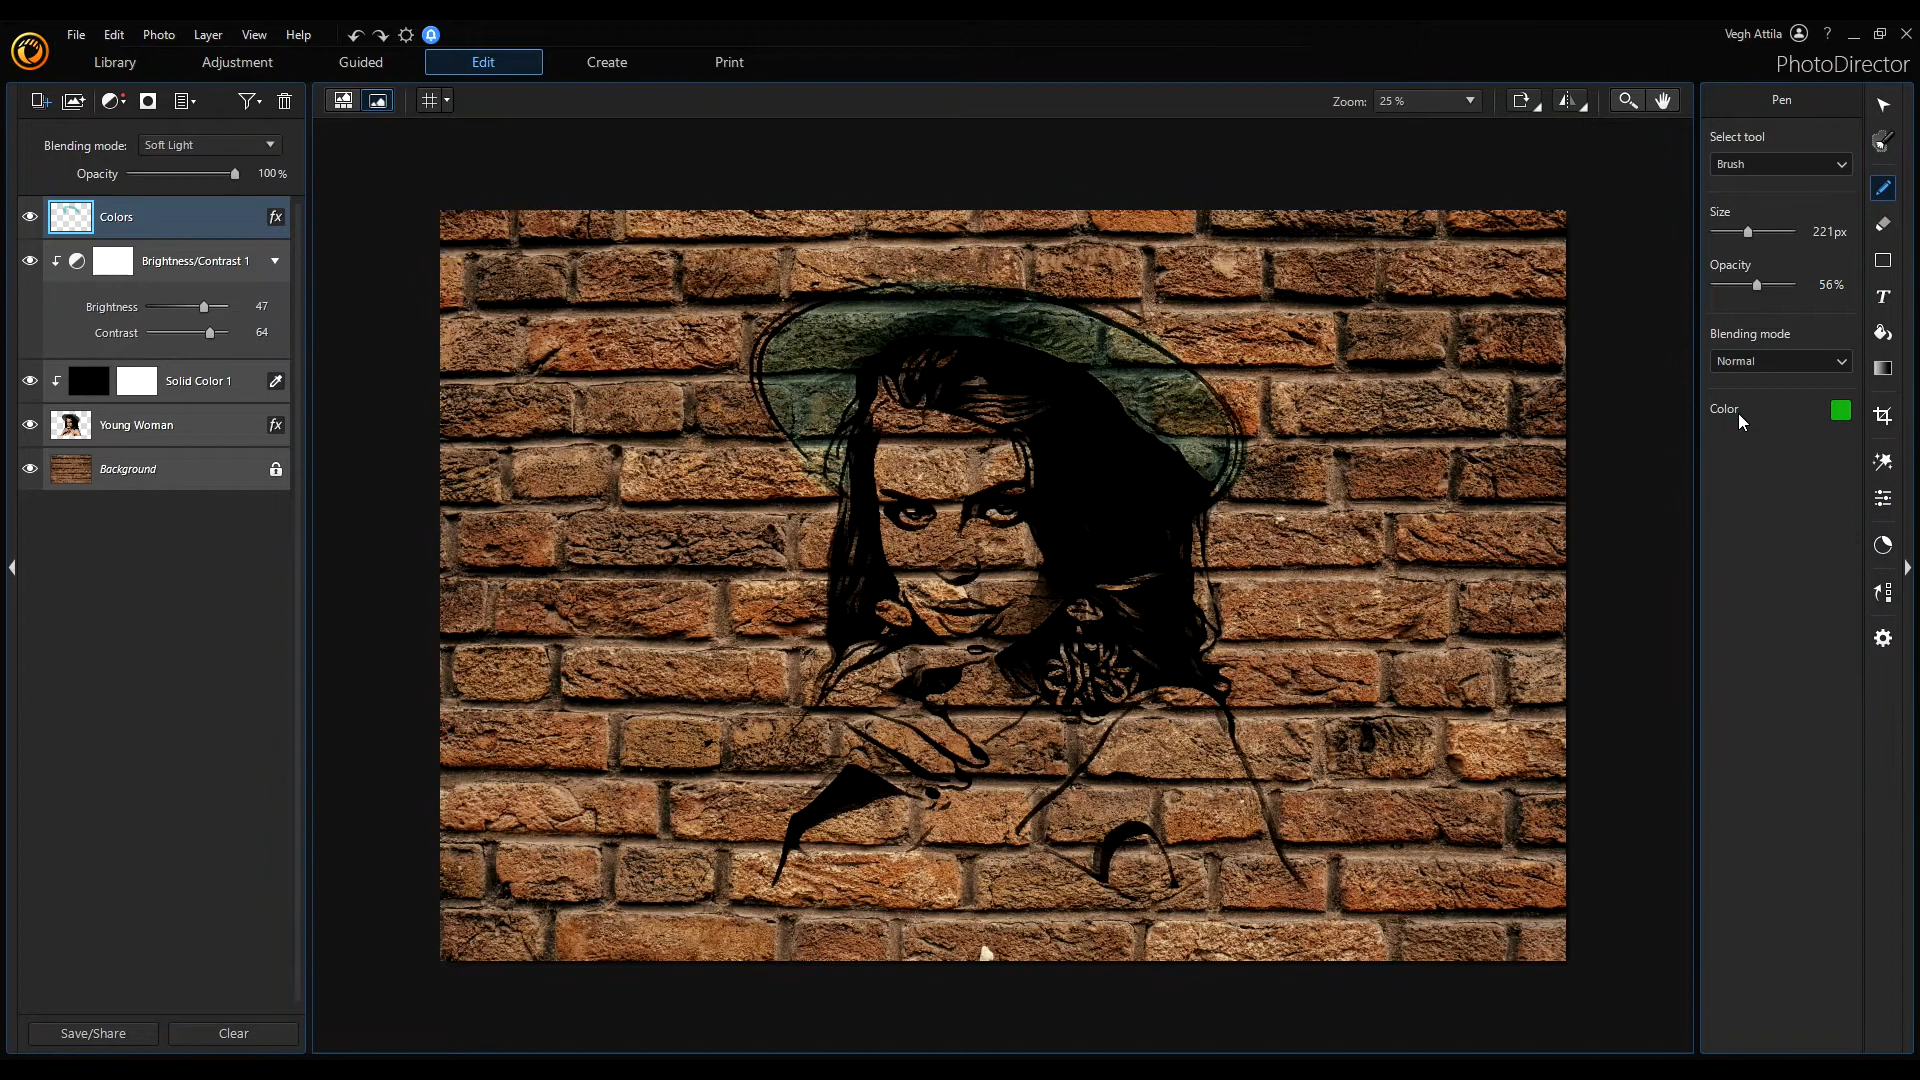 File Edit Photo Layer View Help
Vegh Attila ?
Library Adjustment Guided Edit Create Print
PhotoDirector
Zoom: 25 %
Pen
Blending mode: Soft Light
Opacity 100 %
Colors fx
Brightness/Contrast 1
Brightness 47
Contrast 64
Solid Color 1
Young Woman fx
Background
Save/Share Clear
Select tool
Brush
Size
221px
Opacity
56%
Blending mode
Normal
Color
T